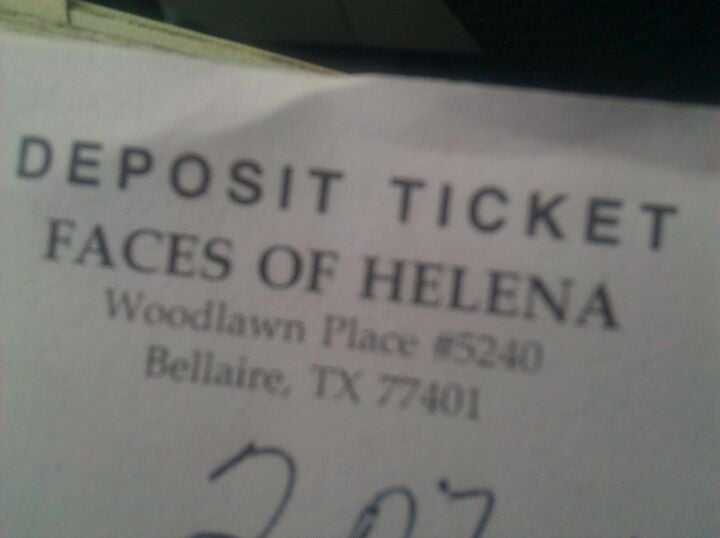 DEPOSIT TICKET
FACES OF HELENA
Woodlawn Place #5240
Bellaire, TX 77401